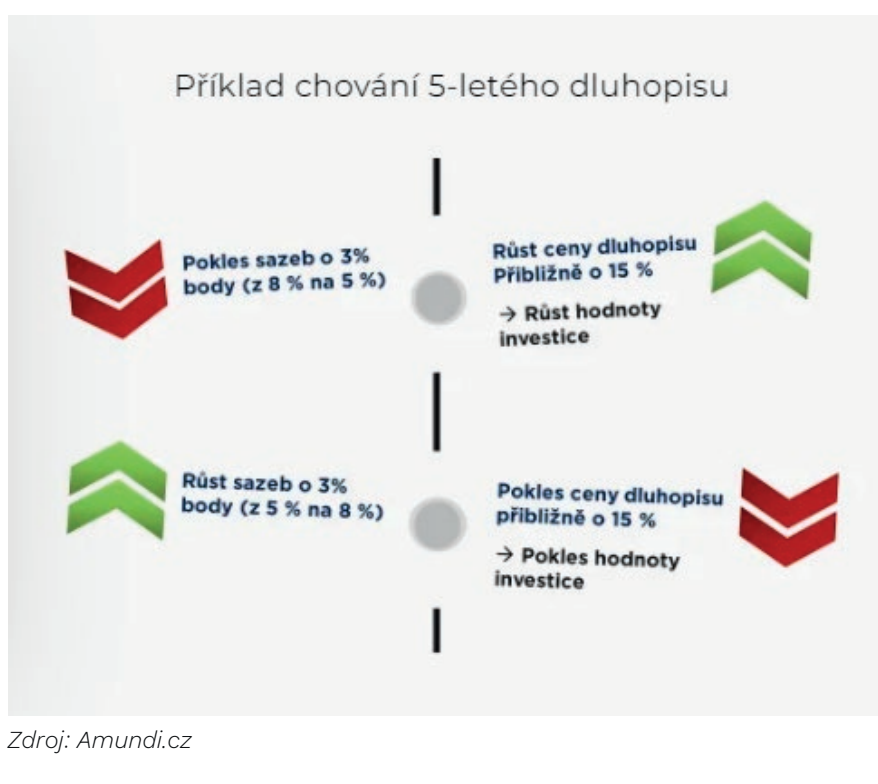 Příklad chování 5-letého dluhopisu
Pokles sazeb o 3%
body (z 8 % na 5 %)
Růst ceny dluhopisu
Přibližně o 15 %
→ Růst hodnoty
investice
Růst sazeb o 3%
body (z 5 % na 8 %)
Pokles ceny dluhopisu
přibližně o 15 %
→ Pokles hodnoty
investice
Zdroj: Amundi.cz